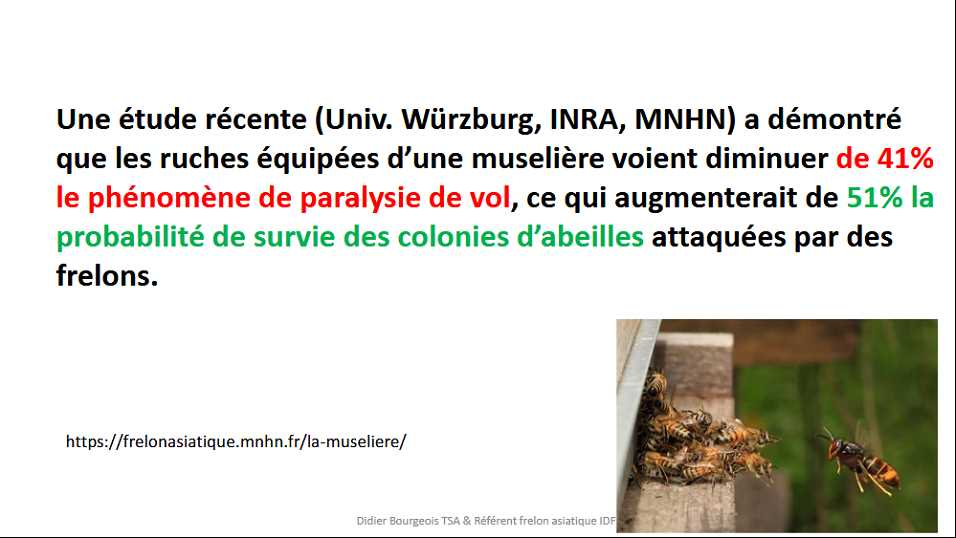 Une étude récente (Univ. Würzburg, INRA, MNHN) a démontré
que les ruches équipées d’une muselière voient diminuer de 41%
le phénomène de paralysie de vol, ce qui augmenterait de 51% la
probabilité de survie des colonies d’abeilles attaquées par des
frelons.
https://frelonasiatique.mnhn.fr/la-museliere/
Didier Bourgeois TSA & Référent frelon asiatique IDF